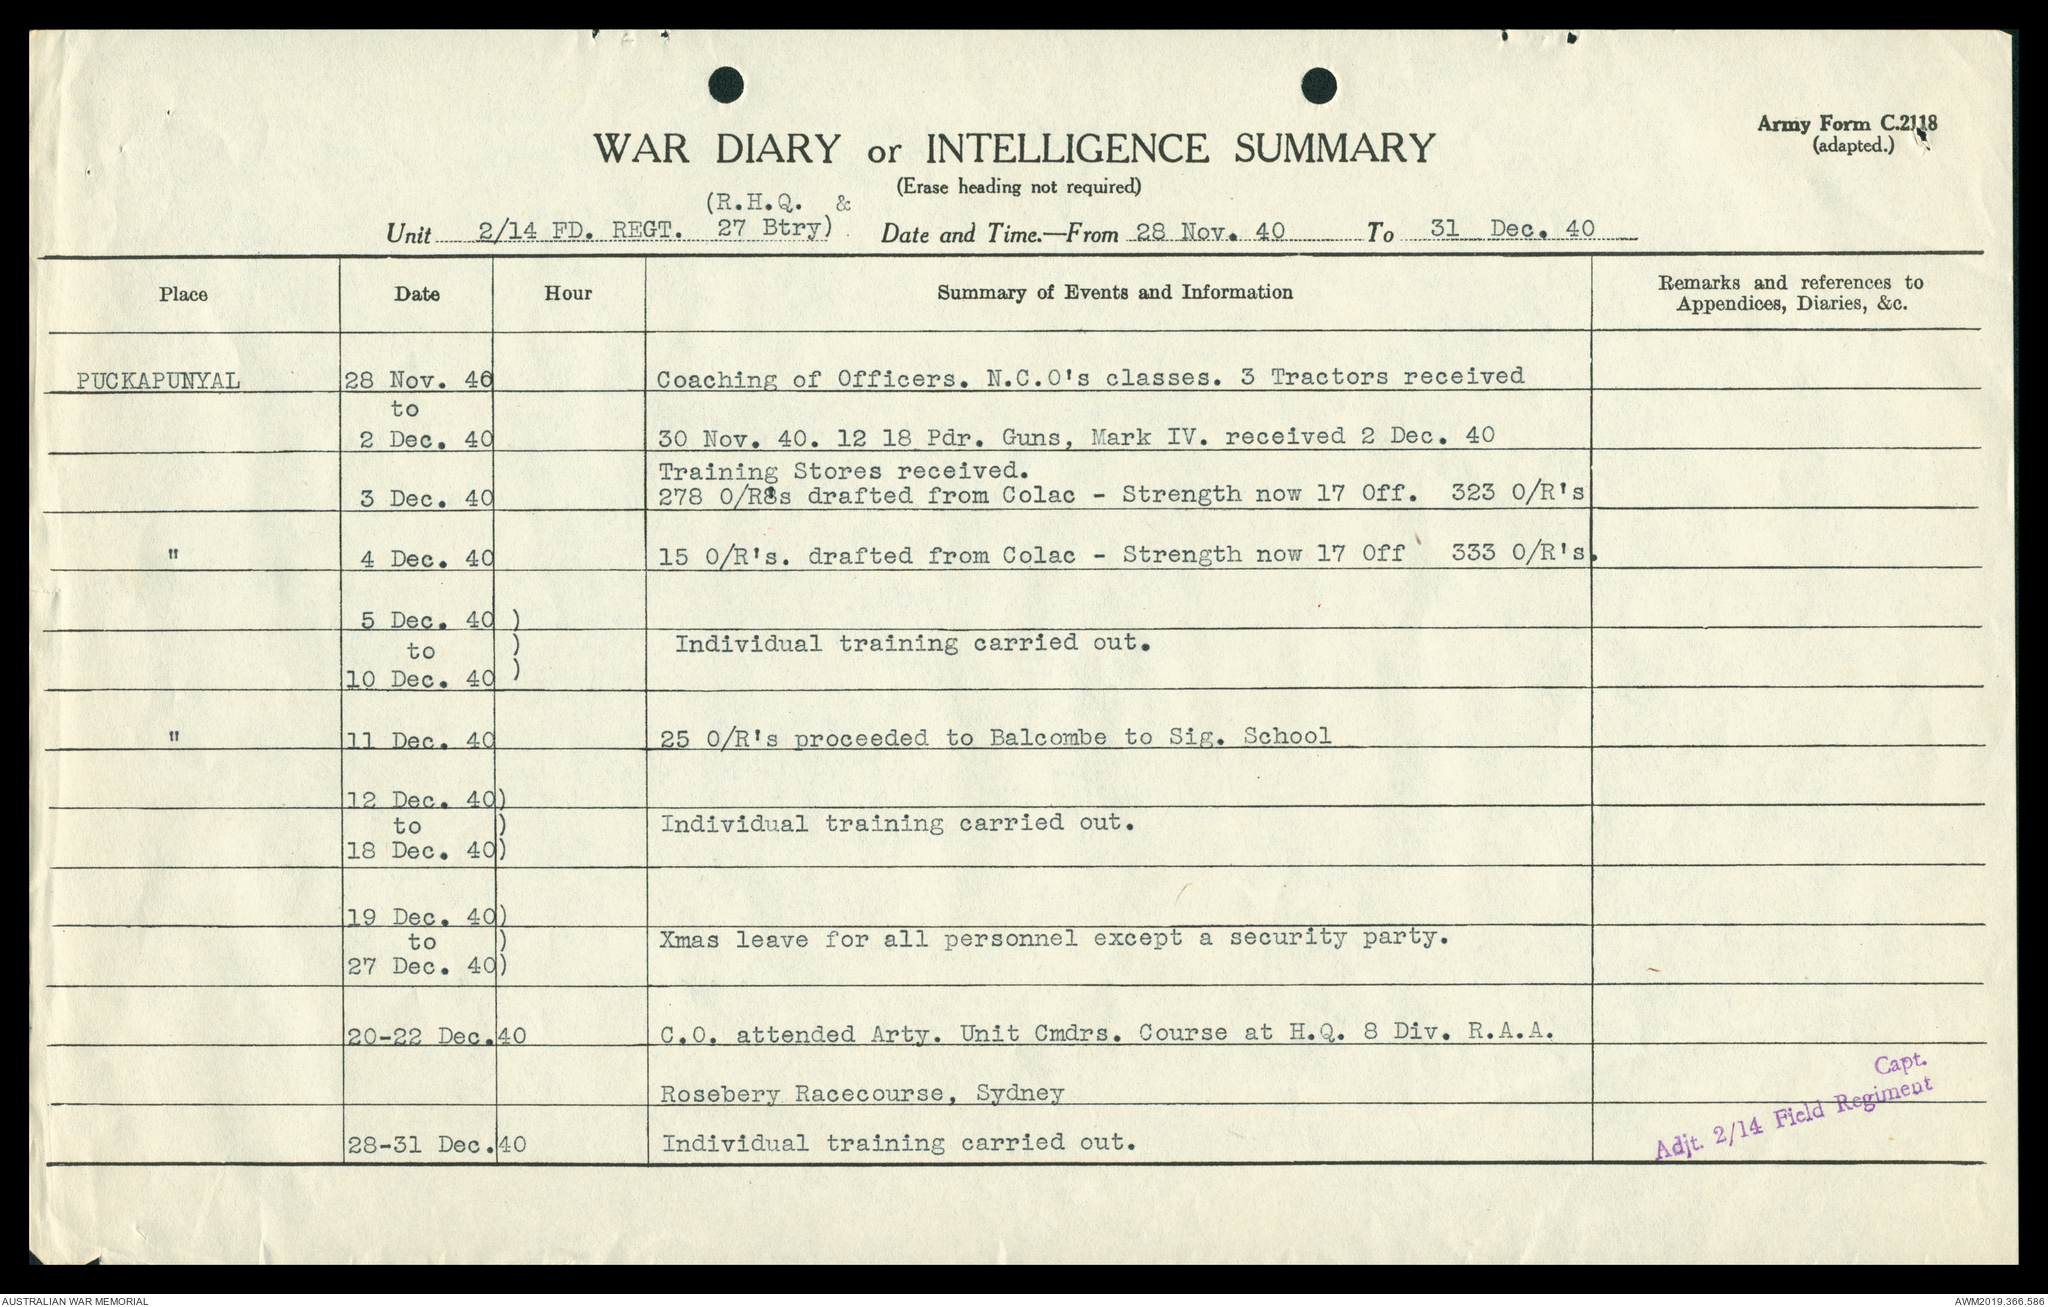 Army Form C.2118
(adapted.)
WAR DIARY or INTELLIGENCE SUMMARY
(Erase heading not required)
(R.H.Q. &
Unit 2/14 FD. REGT. 27 Btry) Date and Time.—From 28 Nov. 40 To 31 Dec. 40
Place Date Hour Summary of Events and Information Remarks and references to
Appendices, Diaries, &c.
PUCKAPUNYAL 28 Nov. 40 Coaching of Officers. N.C.O's classes. 3 Tractors received
to
2 Dec. 40 30 Nov. 40. 12 18 Pdr. Guns, Mark IV. received 2 Dec. 40
Training Stores received.
3 Dec. 40 278 O/R's drafted from Colac - Strength now 17 Off. 323 O/R's
" 4 Dec. 40 15 O/R's. drafted from Colac - Strength now 17 Off 333 O/R's.
5 Dec. 40 )
to ) Individual training carried out.
10 Dec. 40 )
" 11 Dec. 40 25 O/R's proceeded to Balcombe to Sig. School
12 Dec. 40)
to ) Individual training carried out.
18 Dec. 40)
19 Dec. 40)
to ) Xmas leave for all personnel except a security party.
27 Dec. 40)
20-22 Dec.40 C.O. attended Arty. Unit Cmdrs. Course at H.Q. 8 Div. R.A.A.
Rosebery Racecourse, Sydney
28-31 Dec.40 Individual training carried out.
Capt.
Adjt. 2/14 Field Regiment
AUSTRALIAN WAR MEMORIAL AWM2019.366.586